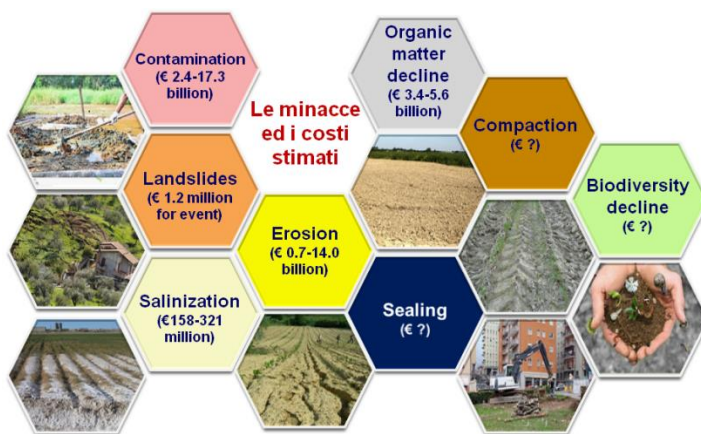 Contamination
(€ 2.4-17.3
billion)
Le minacce
ed i costi
stimati
Organic
matter
decline
(€ 3.4-5.6
billion)
Compaction
(€ ?)
Landslides
(€ 1.2 million
for event)
Biodiversity
decline
(€ ?)
Erosion
(€ 0.7-14.0
billion)
Salinization
(€158-321
million)
Sealing
(€ ?)